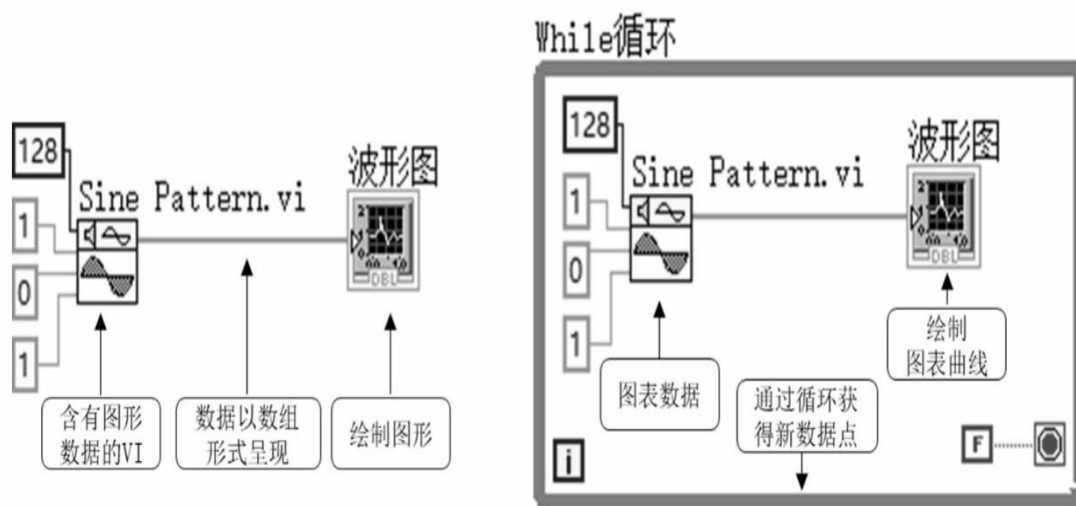 128
1
0
1
Sine Pattern.vi
波形图
DBL
含有图形
数据的VI
数据以数组
形式呈现
绘制图形
While循环
128
1
0
1
Sine Pattern.vi
波形图
DBL
图表数据
通过循环获
得新数据点
绘制
图表曲线
i
F